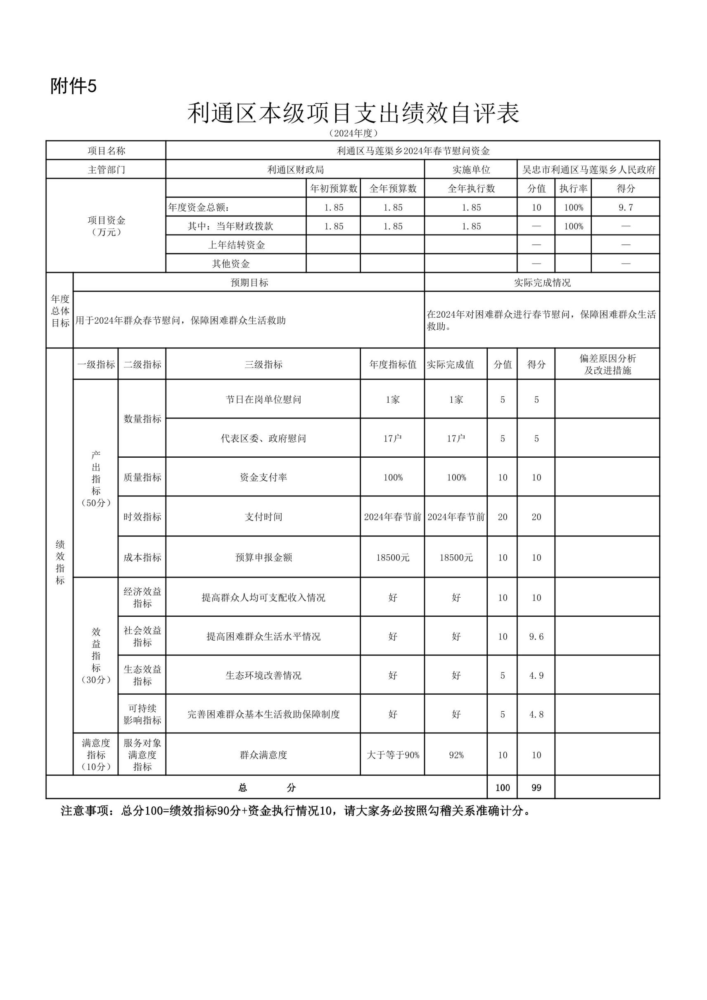 附件5
利通区本级项目支出绩效自评表
（2024年度）
项目名称 利通区马莲渠乡2024年春节慰问资金
主管部门 利通区财政局 实施单位 吴忠市利通区马莲渠乡人民政府
项目资金
（万元）
年初预算数 全年预算数 全年执行数 分值 执行率 得分
年度资金总额： 1.85 1.85 1.85 10 100% 9.7
其中：当年财政拨款 1.85 1.85 1.85 — 100% —
上年结转资金 — —
其他资金 — —
年度
总体
目标
预期目标 实际完成情况
用于2024年群众春节慰问，保障困难群众生活救助
在2024年对困难群众进行春节慰问，保障困难群众生活
救助。
绩
效
指
标
一级指标 二级指标 三级指标 年度指标值 实际完成值 分值 得分
偏差原因分析
及改进措施
产
出
指
标
（50分）
数量指标
节日在岗单位慰问 1家 1家 5 5
代表区委、政府慰问 17户 17户 5 5
质量指标 资金支付率 100% 100% 10 10
时效指标 支付时间 2024年春节前 2024年春节前 20 20
成本指标 预算申报金额 18500元 18500元 10 10
效
益
指
标
（30分）
经济效益
指标
提高群众人均可支配收入情况 好 好 10 10
社会效益
指标
提高困难群众生活水平情况 好 好 10 9.6
生态效益
指标
生态环境改善情况 好 好 5 4.9
可持续
影响指标
完善困难群众基本生活救助保障制度 好 好 5 4.8
满意度
指标
（10分）
服务对象
满意度
指标
群众满意度 大于等于90% 92% 10 10
总 分 100 99
注意事项：总分100=绩效指标90分+资金执行情况10，请大家务必按照勾稽关系准确计分。